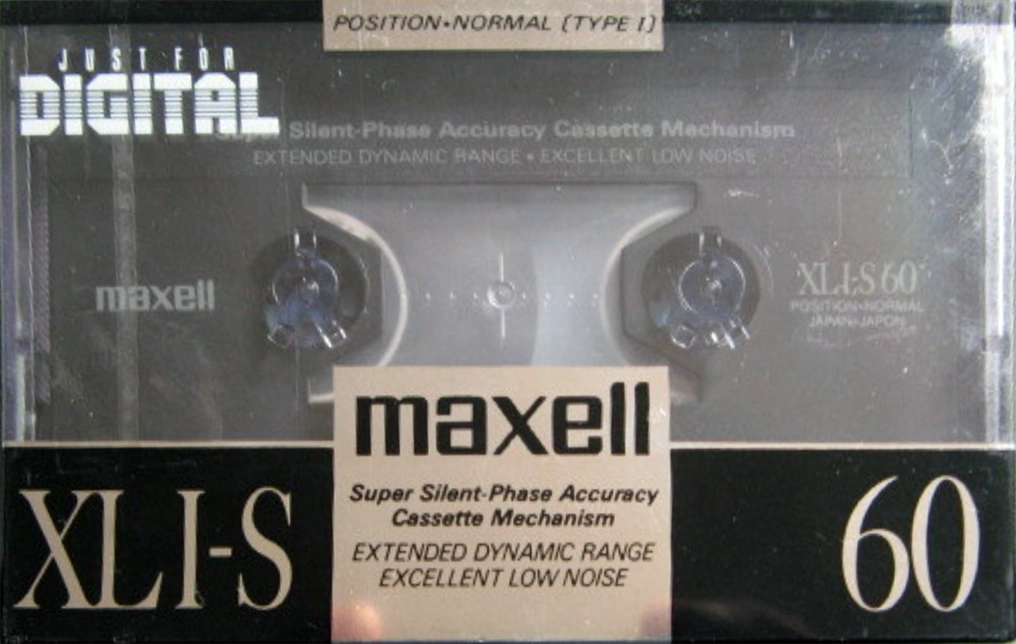 POSITION•NORMAL (TYPE I)
JUST FOR
DIGITAL
Super Silent-Phase Accuracy Cassette Mechanism
EXTENDED DYNAMIC RANGE • EXCELLENT LOW NOISE
maxell
XLI-S 60
POSITION•NORMAL
JAPAN•JAPON
maxell
Super Silent-Phase Accuracy
Cassette Mechanism
EXTENDED DYNAMIC RANGE
EXCELLENT LOW NOISE
XL I-S
60